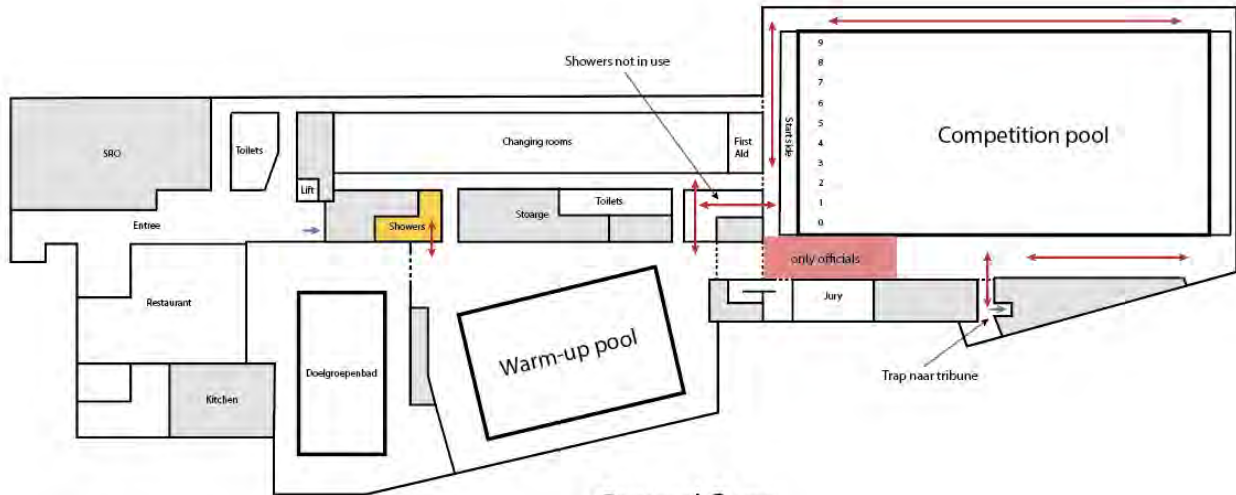 9
8
7
6
5
4
3
2
1
0
Start side
Competition pool
Showers not in use
SRO
Toilets
Changing rooms
First
Aid
Lift
Entree
Showers
Stoarge
Toilets
only officials
Restaurant
Jury
Warm-up pool
Doelgroepenbad
Kitchen
Trap naar tribune